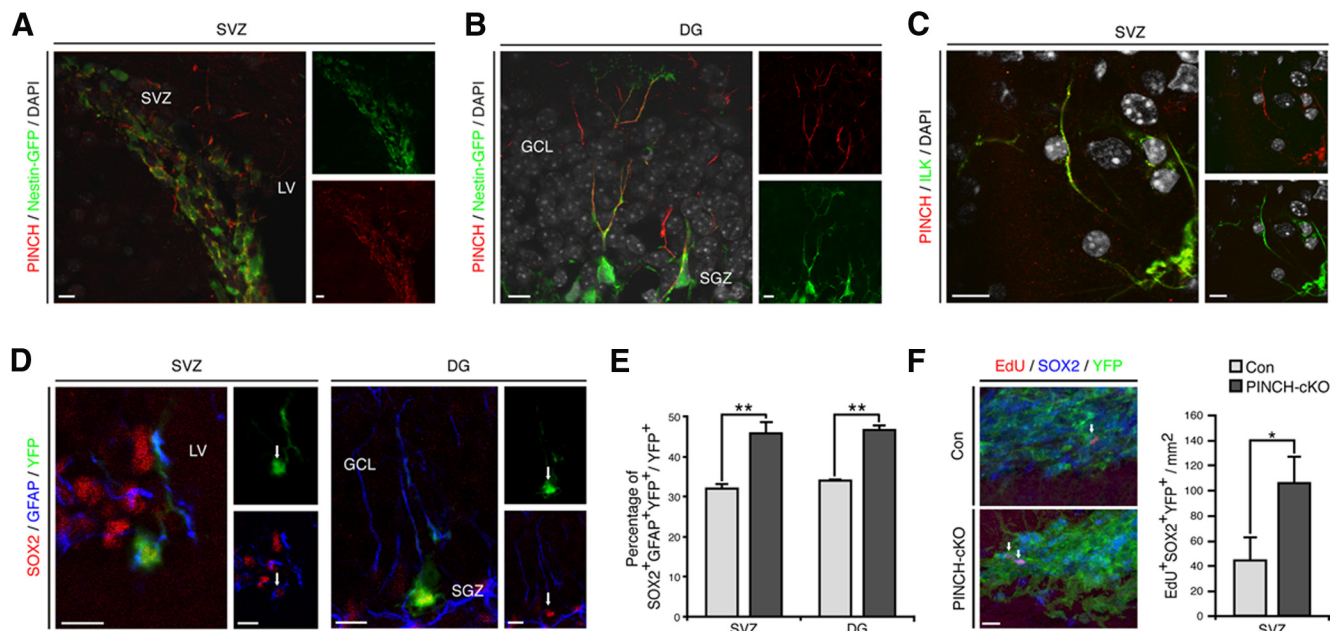 A
SVZ
PINCH / Nestin-GFP / DAPI
SVZ
LV
B
DG
PINCH / Nestin-GFP / DAPI
GCL
SGZ
C
SVZ
PINCH / ILK / DAPI
D
SVZ
DG
SOX2 / GFAP / YFP
LV
GCL
SGZ
E
Percentage of
SOX2+GFAP+YFP+/ YFP+
50
40
30
20
10
0
**
**
SVZ
DG
F
EdU / SOX2 / YFP
Con
PINCH-cKO
Con
PINCH-cKO
EdU+SOX2+YFP+ / mm2
160
140
120
100
80
60
40
20
0
*
SVZ